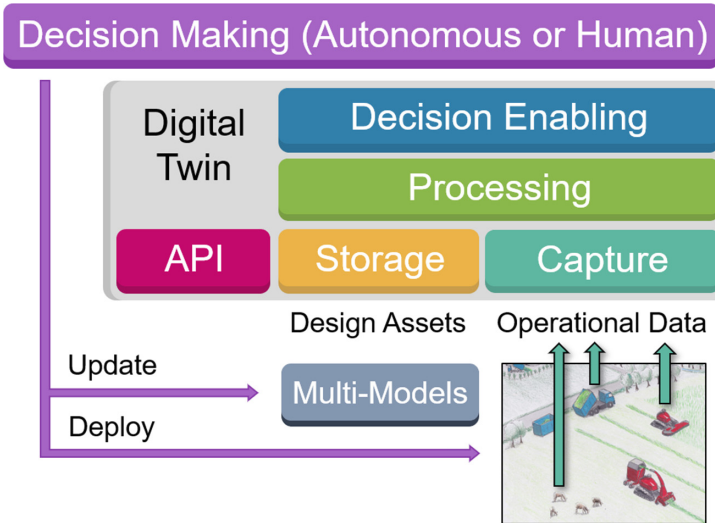 Decision Making (Autonomous or Human)
Digital
Twin
Decision Enabling
Processing
API
Storage
Capture
Design Assets
Operational Data
Update
Multi-Models
Deploy